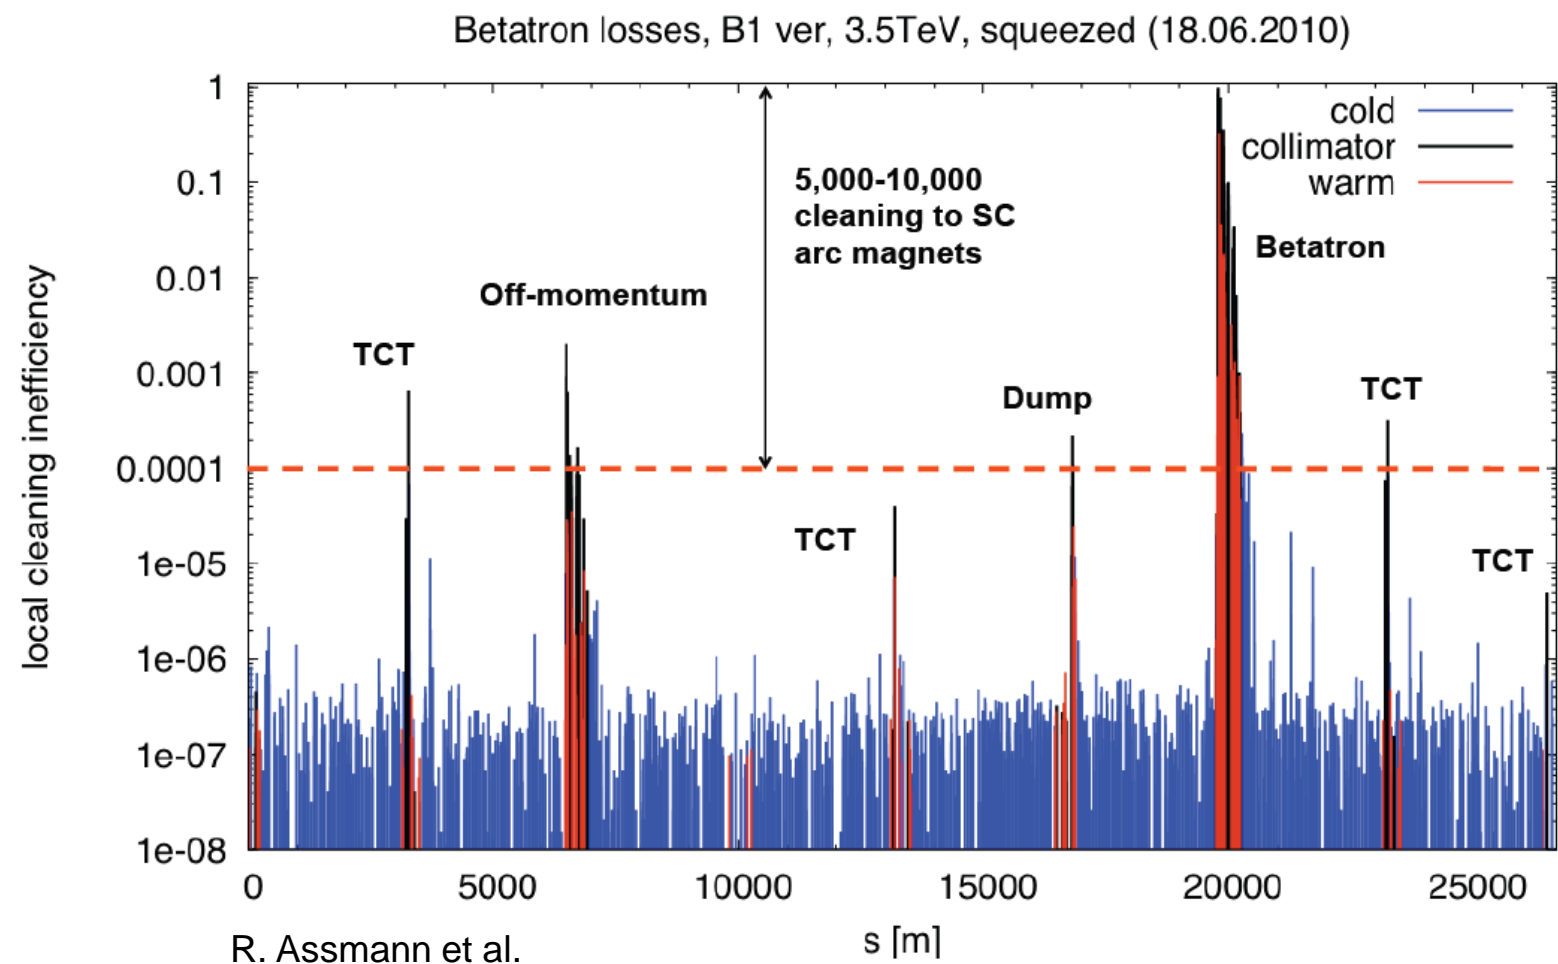 Betatron losses, B1 ver, 3.5TeV, squeezed (18.06.2010)
1
0.1
0.01
0.001
0.0001
1e-05
1e-06
1e-07
1e-08
local cleaning inefficiency
cold
collimator
warm
5,000-10,000
cleaning to SC
arc magnets
Betatron
Off-momentum
TCT
Dump
TCT
TCT
TCT
0 5000 10000 15000 20000 25000
s [m]
R. Assmann et al.